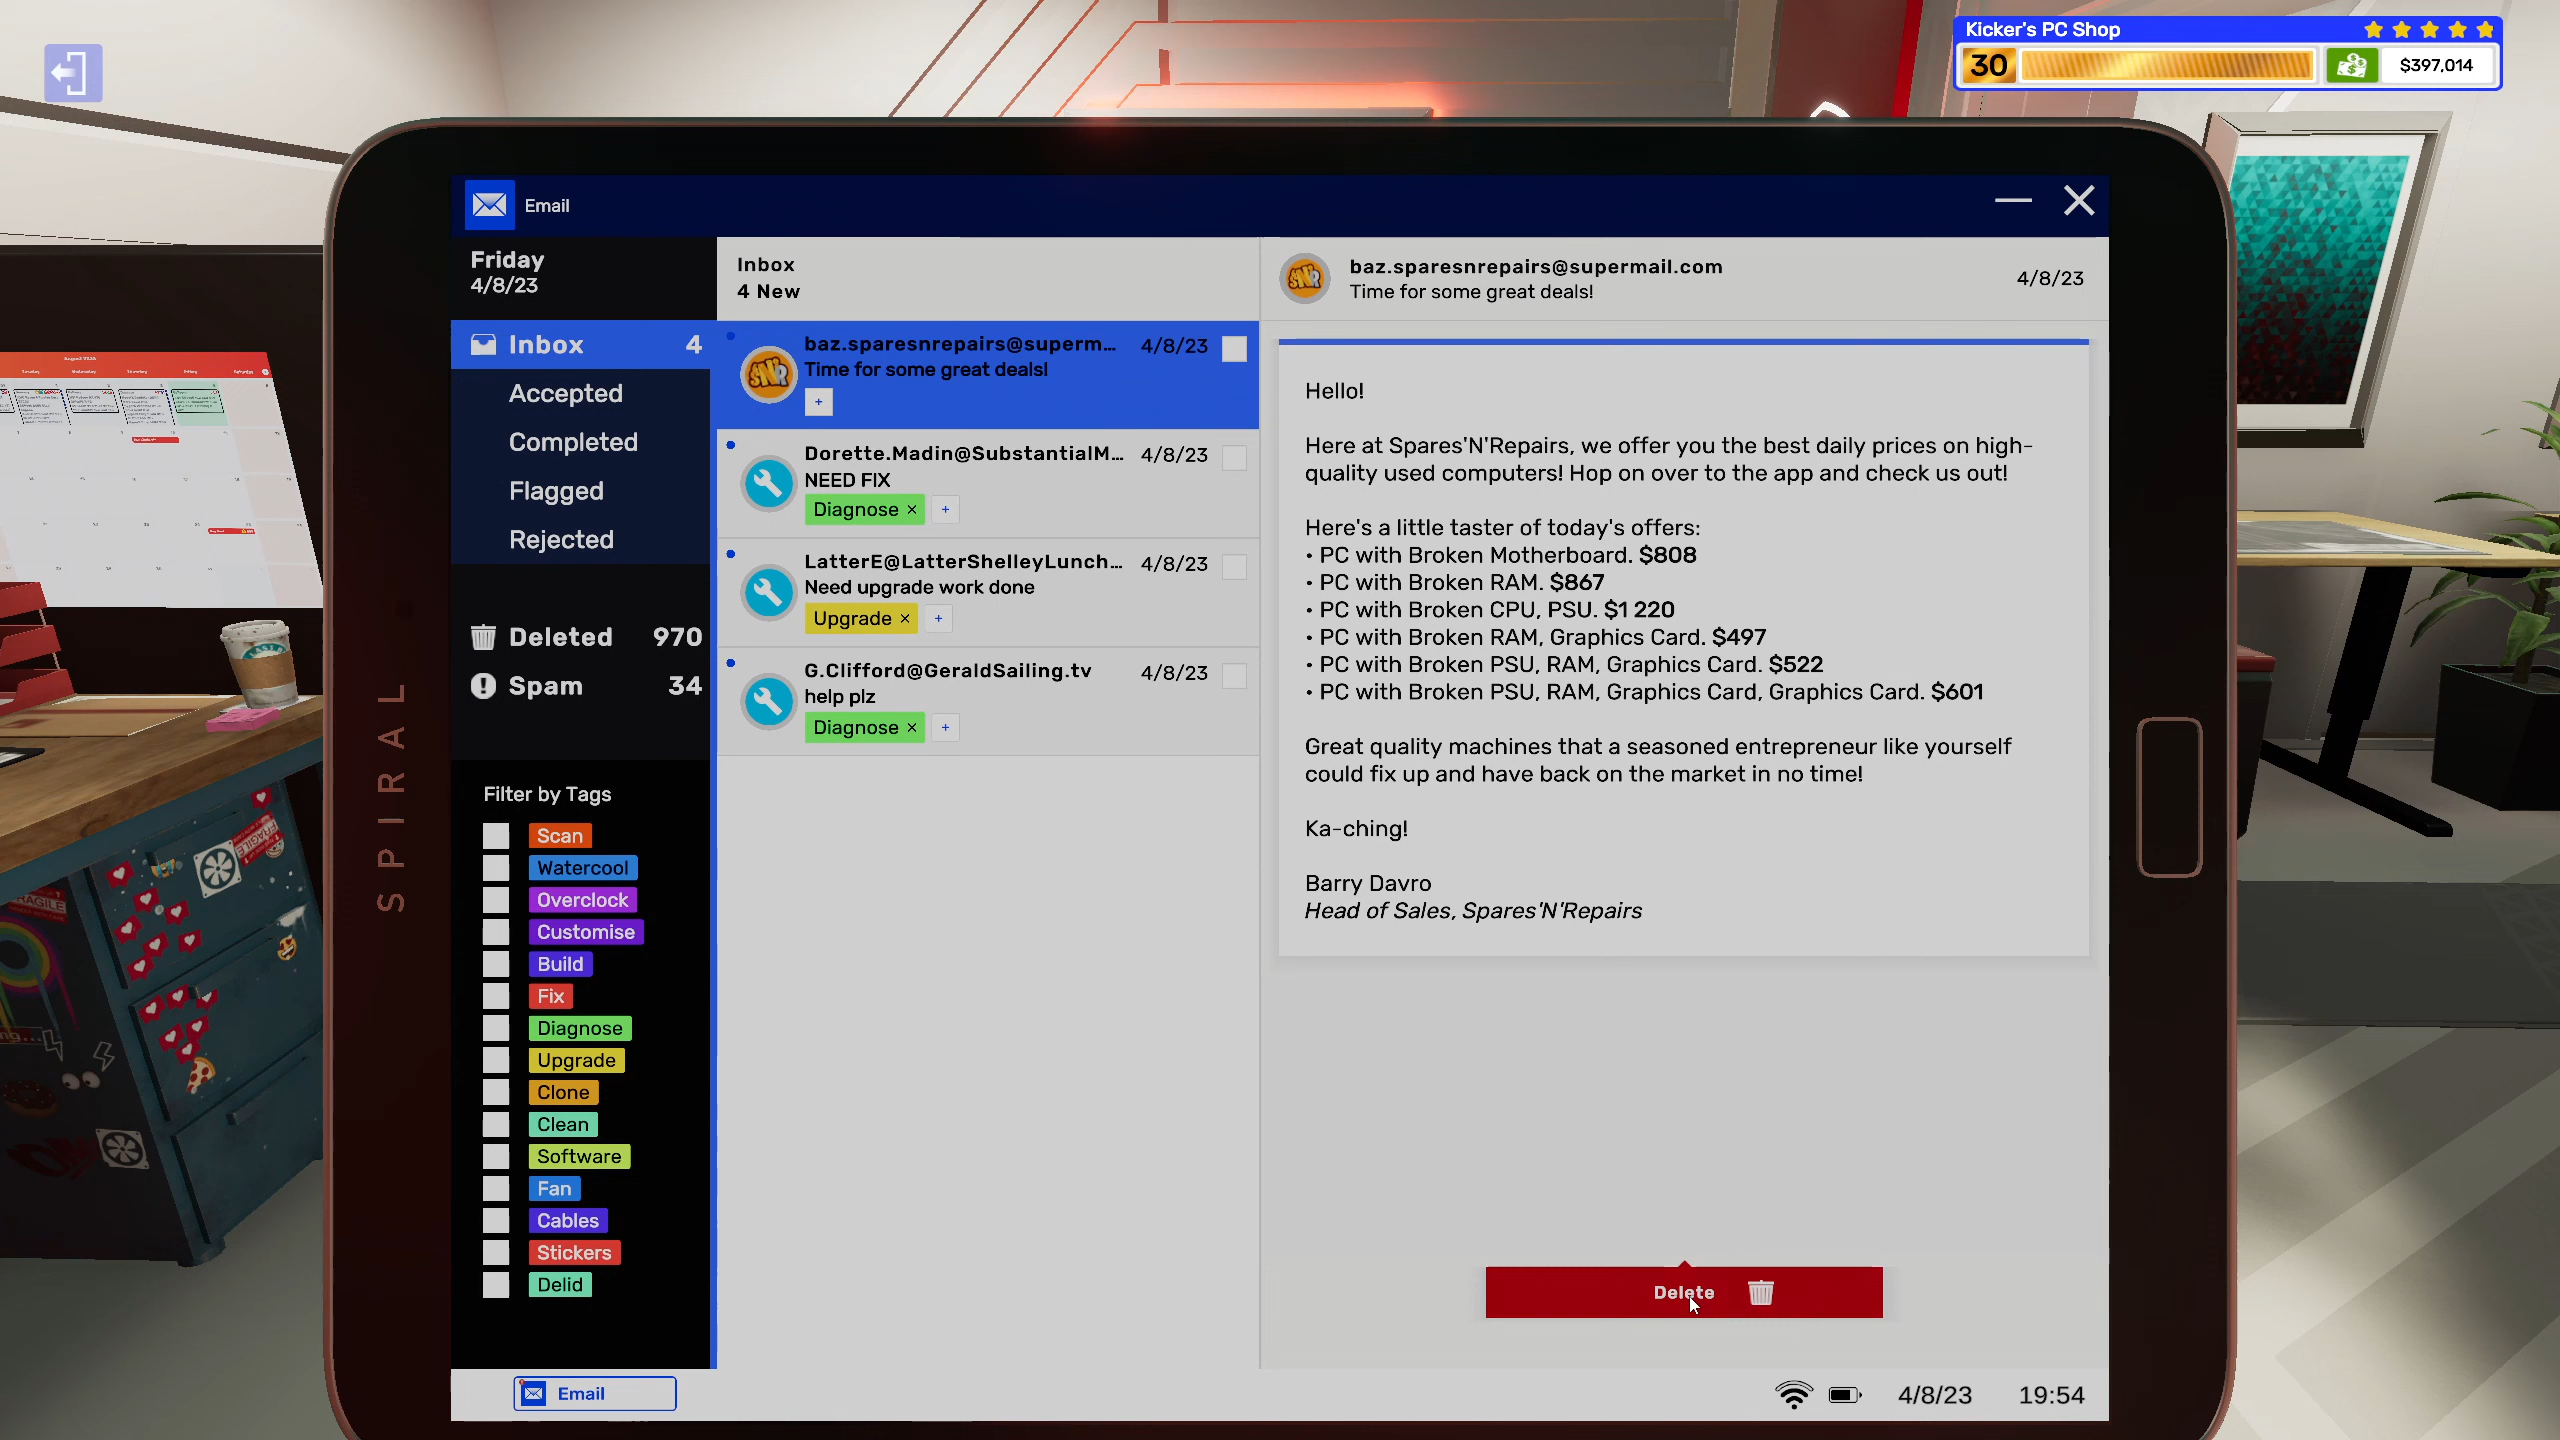 Kicker's PC Shop
30
$397,014
Email
Friday
4/8/23
Inbox 4
Accepted
Completed
Flagged
Rejected
Deleted 970
Spam 34
Filter by Tags
Scan
Watercool
Overclock
Customise
Build
Fix
Diagnose
Upgrade
Clone
Clean
Software
Fan
Cables
Stickers
Delid
Inbox
4 New
baz.sparesnrepairs@superm... 4/8/23
SNR
Time for some great deals!
+
Dorette.Madin@SubstantialM... 4/8/23
NEED FIX
Diagnose × +
LatterE@LatterShelleyLunch... 4/8/23
Need upgrade work done
Upgrade × +
G.Clifford@GeraldSailing.tv 4/8/23
help plz
Diagnose × +
SNR
baz.sparesnrepairs@supermail.com 4/8/23
Time for some great deals!
Hello!
Here at Spares'N'Repairs, we offer you the best daily prices on high-
quality used computers! Hop on over to the app and check us out!
Here's a little taster of today's offers:
• PC with Broken Motherboard. $808
• PC with Broken RAM. $867
• PC with Broken CPU, PSU. $1 220
• PC with Broken RAM, Graphics Card. $497
• PC with Broken PSU, RAM, Graphics Card. $522
• PC with Broken PSU, RAM, Graphics Card, Graphics Card. $601
Great quality machines that a seasoned entrepreneur like yourself
could fix up and have back on the market in no time!
Ka-ching!
Barry Davro
Head of Sales, Spares'N'Repairs
Delete
Email
4/8/23 19:54
SPIRAL
FRAGILE